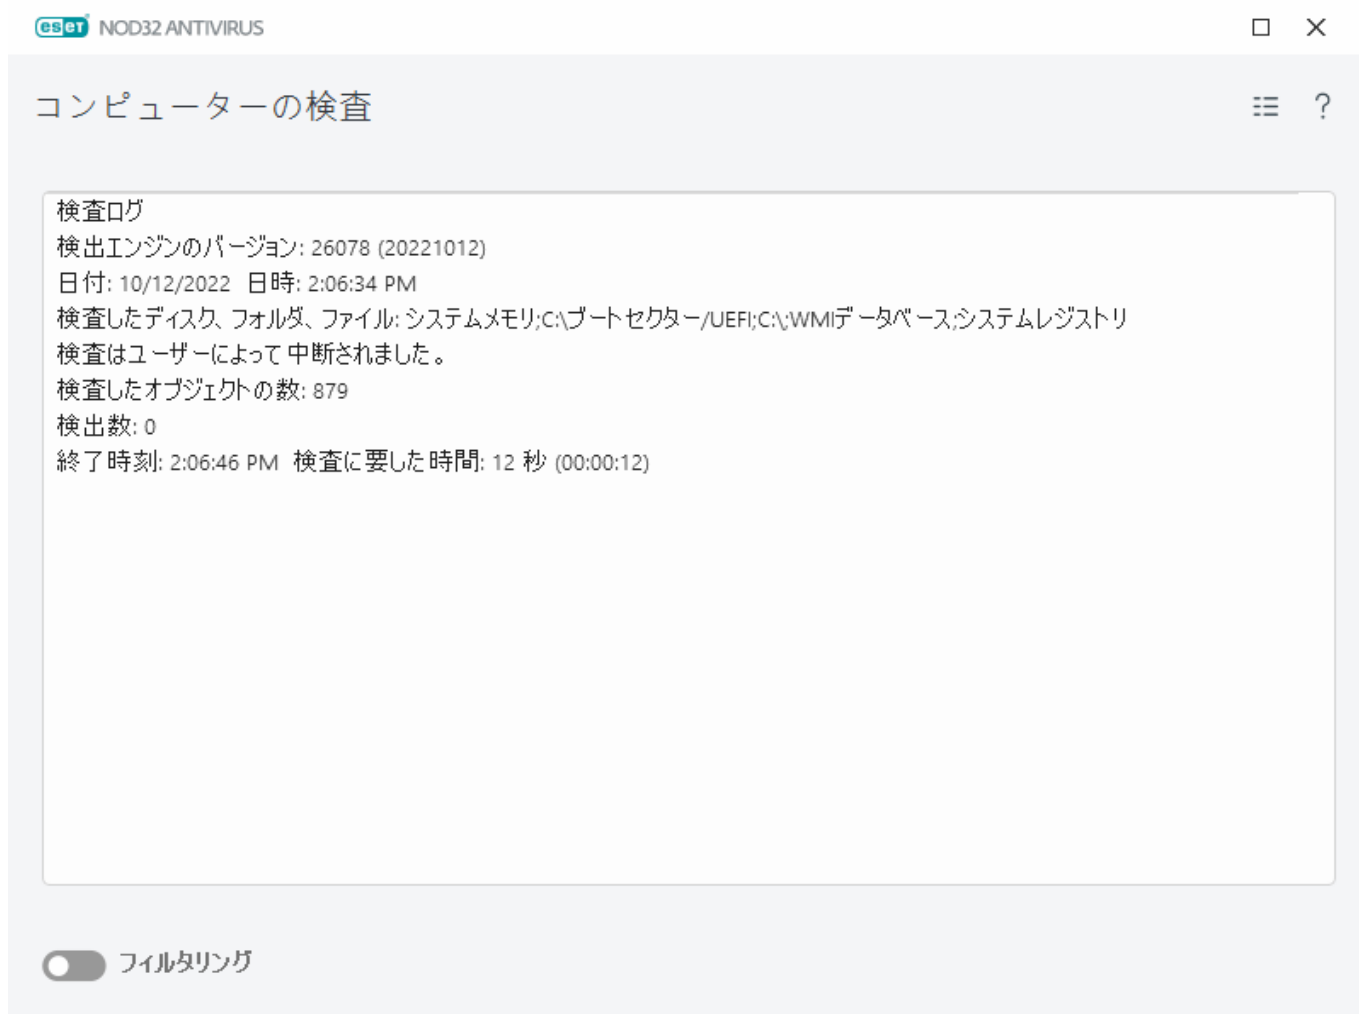 eset NOD32 ANTIVIRUS
コンピューターの検査
?
検査ログ
検出エンジンのバージョン: 26078 (20221012)
日付: 10/12/2022 日時: 2:06:34 PM
検査したディスク、フォルダ、ファイル: システムメモリ;C:\ブートセクター/UEFI;C:\;WMIデータベース;システムレジストリ
検査はユーザーによって中断されました。
検査したオブジェクトの数: 879
検出数: 0
終了時刻: 2:06:46 PM 検査に要した時間: 12 秒 (00:00:12)
フィルタリング